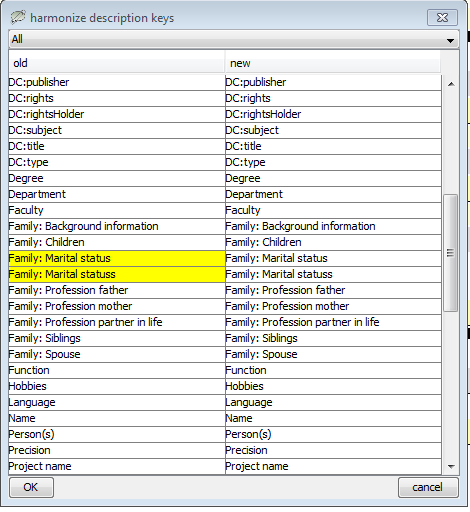 harmonize description keys
All
old new
DC:publisher DC:publisher
DC:rights DC:rights
DC:rightsHolder DC:rightsHolder
DC:subject DC:subject
DC:title DC:title
DC:type DC:type
Degree Degree
Department Department
Faculty Faculty
Family: Background information Family: Background information
Family: Children Family: Children
Family: Marital status Family: Marital status
Family: Marital statuss Family: Marital statuss
Family: Profession father Family: Profession father
Family: Profession mother Family: Profession mother
Family: Profession partner in life Family: Profession partner in life
Family: Siblings Family: Siblings
Family: Spouse Family: Spouse
Function Function
Hobbies Hobbies
Language Language
Name Name
Person(s) Person(s)
Precision Precision
Project name Project name
OK cancel